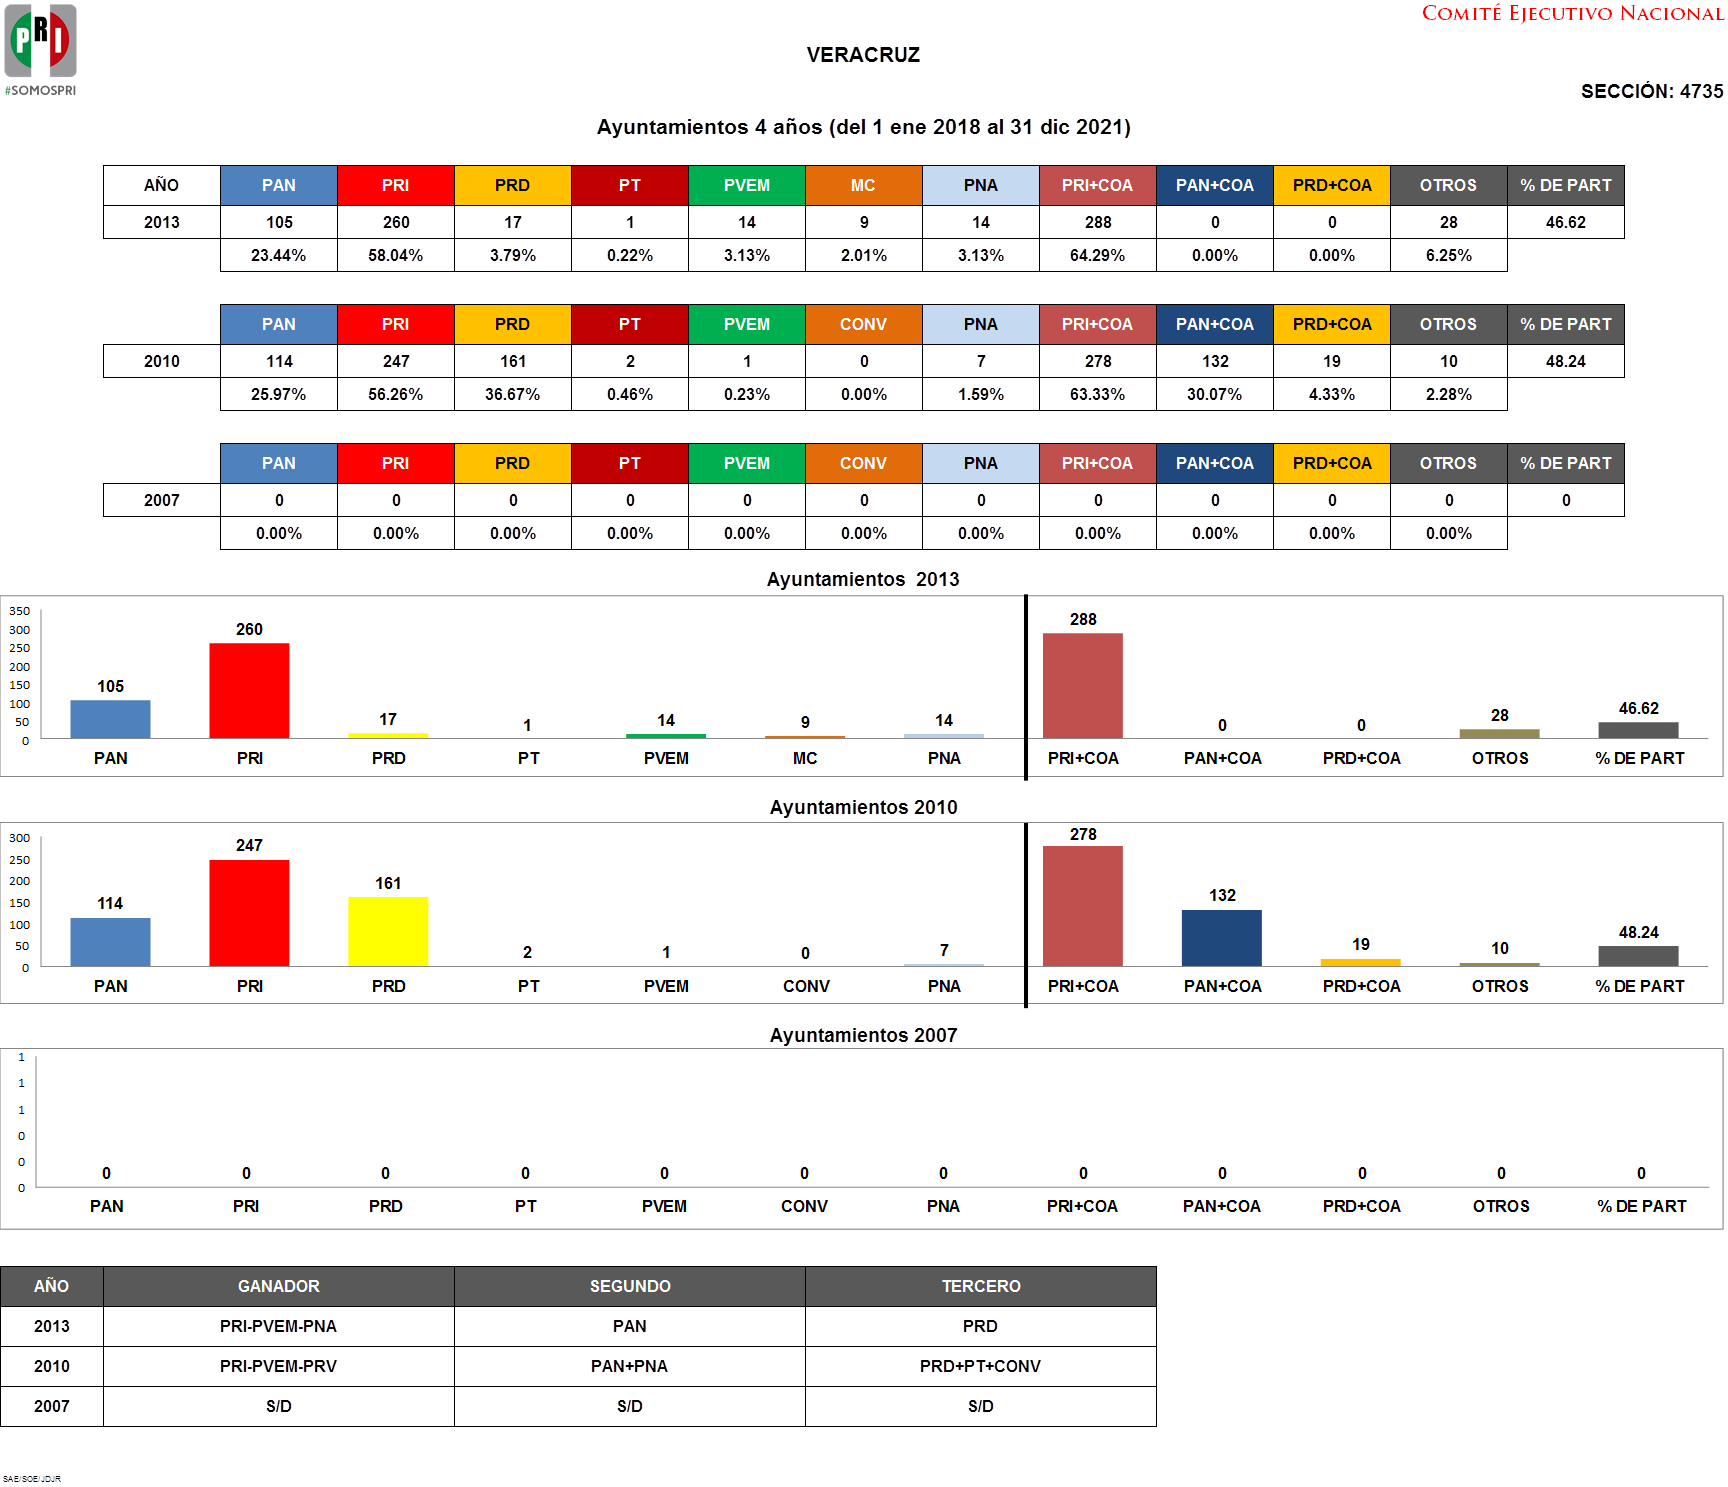 PRI
#SOMOSPRI
COMITÉ EJECUTIVO NACIONAL
VERACRUZ
SECCIÓN: 4735
Ayuntamientos 4 años (del 1 ene 2018 al 31 dic 2021)
AÑO PAN PRI PRD PT PVEM MC PNA PRI+COA PAN+COA PRD+COA OTROS % DE PART
2013 105 260 17 1 14 9 14 288 0 0 28 46.62
23.44% 58.04% 3.79% 0.22% 3.13% 2.01% 3.13% 64.29% 0.00% 0.00% 6.25%
PAN PRI PRD PT PVEM CONV PNA PRI+COA PAN+COA PRD+COA OTROS % DE PART
2010 114 247 161 2 1 0 7 278 132 19 10 48.24
25.97% 56.26% 36.67% 0.46% 0.23% 0.00% 1.59% 63.33% 30.07% 4.33% 2.28%
PAN PRI PRD PT PVEM CONV PNA PRI+COA PAN+COA PRD+COA OTROS % DE PART
2007 0 0 0 0 0 0 0 0 0 0 0 0
0.00% 0.00% 0.00% 0.00% 0.00% 0.00% 0.00% 0.00% 0.00% 0.00% 0.00%
Ayuntamientos 2013
350
300
250
200
150
100
50
0
105 260 17 1 14 9 14 288 0 0 28 46.62
PAN PRI PRD PT PVEM MC PNA PRI+COA PAN+COA PRD+COA OTROS % DE PART
Ayuntamientos 2010
300
250
200
150
100
50
0
114 247 161 2 1 0 7 278 132 19 10 48.24
PAN PRI PRD PT PVEM CONV PNA PRI+COA PAN+COA PRD+COA OTROS % DE PART
Ayuntamientos 2007
1
1
1
0
0
0
0 0 0 0 0 0 0 0 0 0 0 0
PAN PRI PRD PT PVEM CONV PNA PRI+COA PAN+COA PRD+COA OTROS % DE PART
AÑO GANADOR SEGUNDO TERCERO
2013 PRI-PVEM-PNA PAN PRD
2010 PRI-PVEM-PRV PAN+PNA PRD+PT+CONV
2007 S/D S/D S/D
SAE/SOE/JDJR